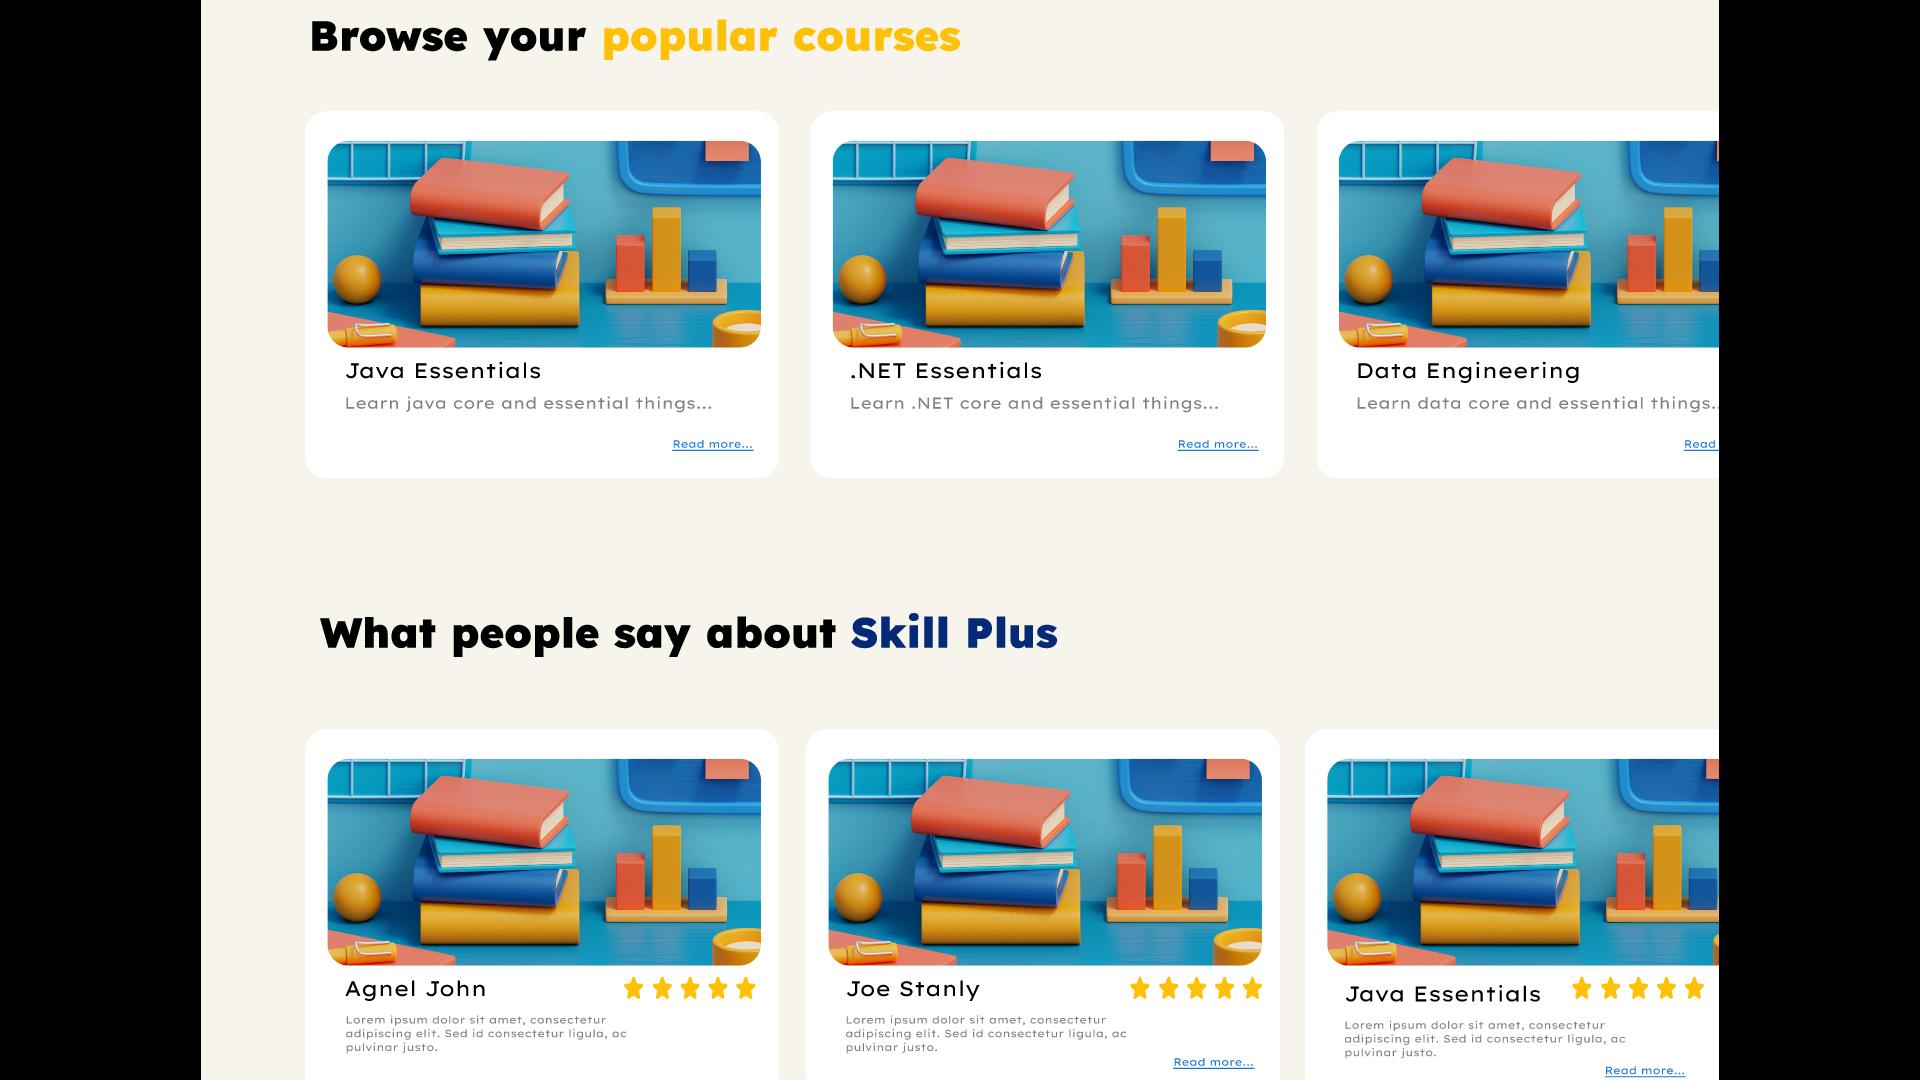 Browse your popular courses
Java Essentials
Learn java core and essential things...
Read more...
.NET Essentials
Learn .NET core and essential things...
Read more...
Data Engineering
Learn data core and essential things..
Read
What people say about Skill Plus
Agnel John
Lorem ipsum dolor sit amet, consectetur
adipiscing elit. Sed id consectetur ligula, ac
pulvinar justo.
Joe Stanly
Lorem ipsum dolor sit amet, consectetur
adipiscing elit. Sed id consectetur ligula, ac
pulvinar justo.
Read more...
Java Essentials
Lorem ipsum dolor sit amet, consectetur
adipiscing elit. Sed id consectetur ligula, ac
pulvinar justo.
Read more...